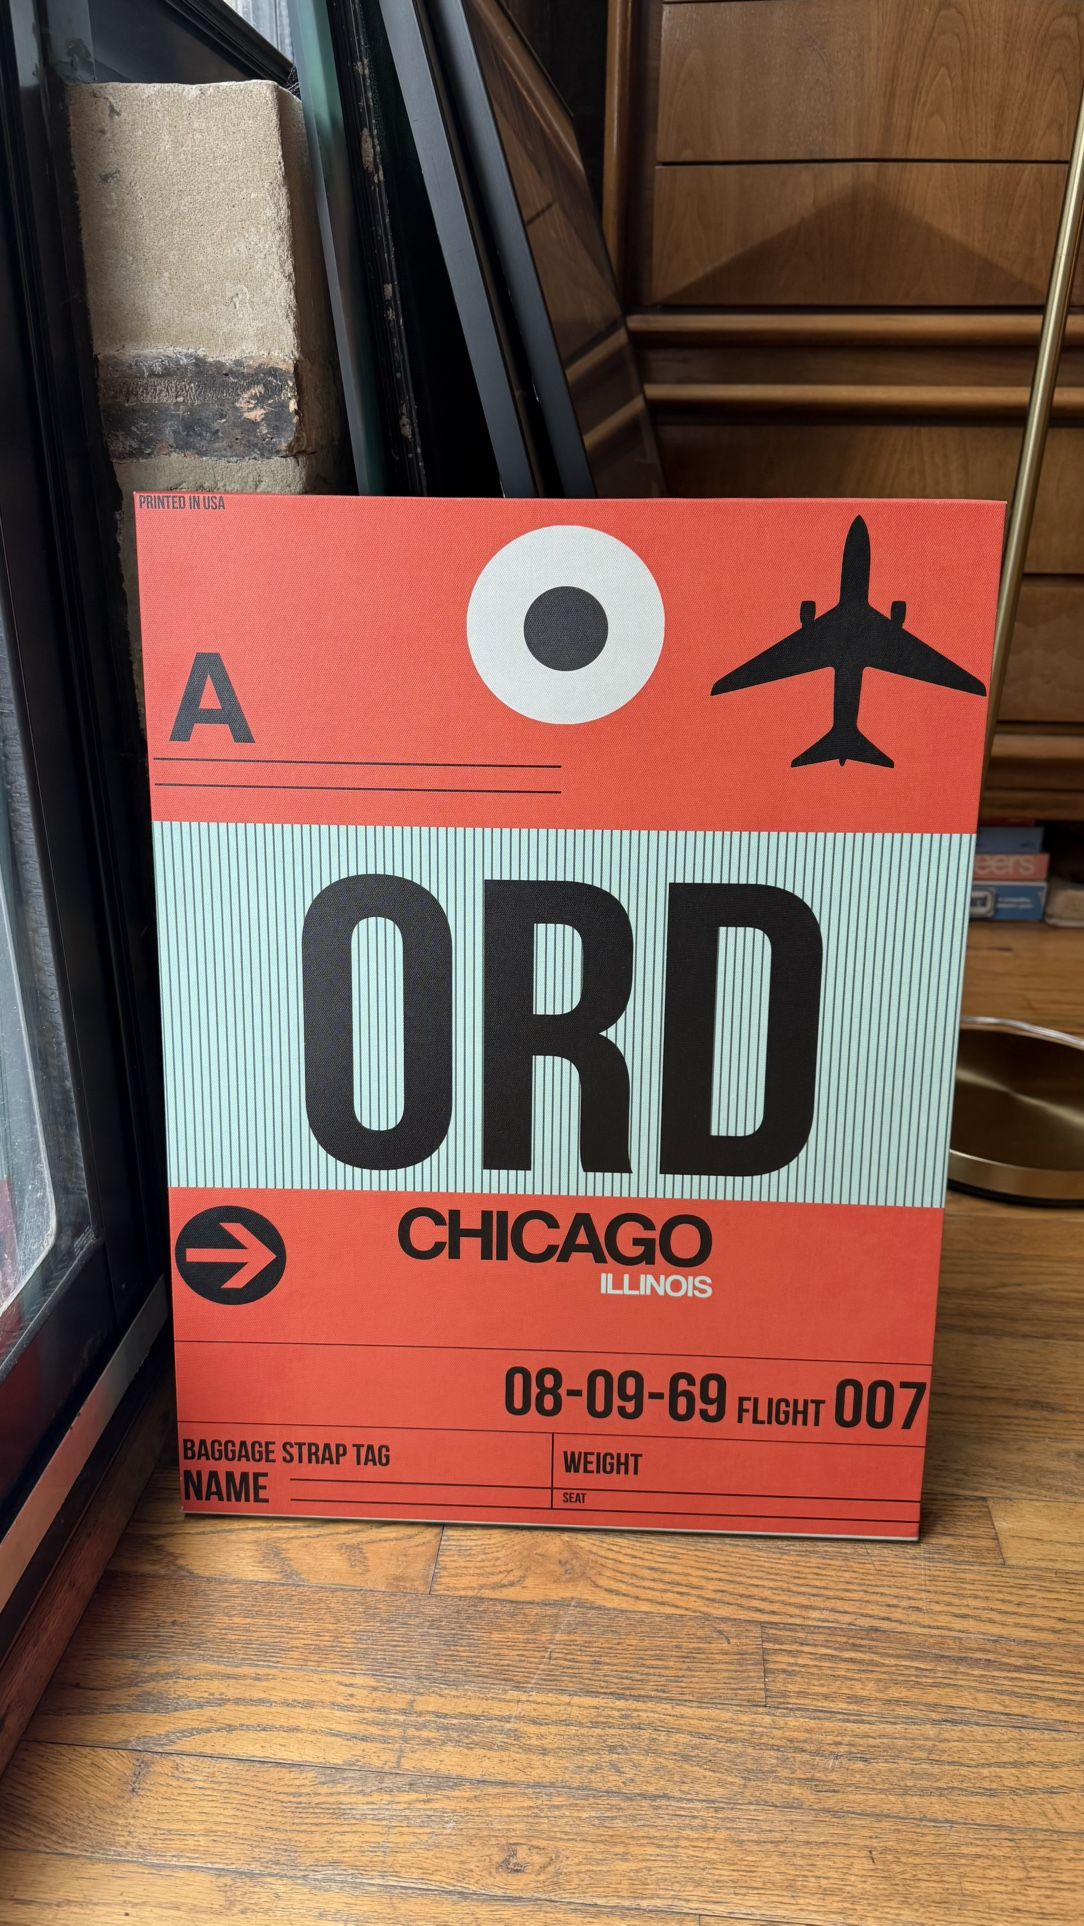 PRINTED IN USA
A
ORD
CHICAGO
ILLINOIS
08-09-69 FLIGHT 007
BAGGAGE STRAP TAG
NAME
WEIGHT
SEAT